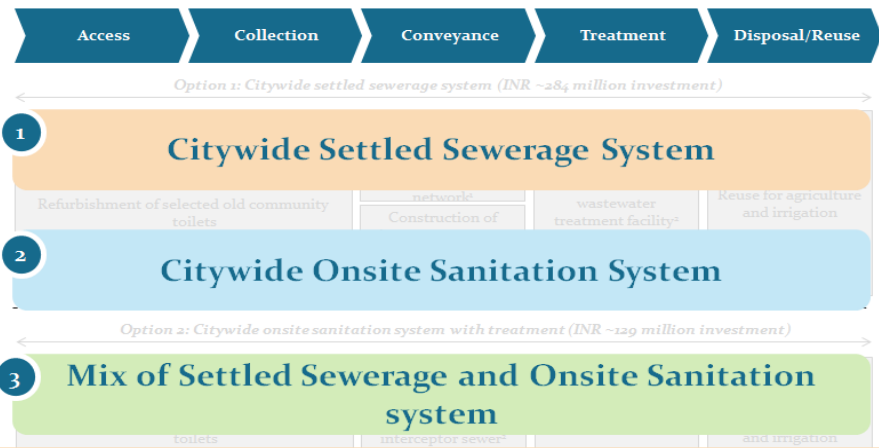 Access Collection Conveyance Treatment Disposal/Reuse
Option 1: Citywide settled sewerage system (INR ~284 million investment)
1 Citywide Settled Sewerage System
network²
wastewater
Reuse for agriculture
Refurbishment of selected old community
Construction of
treatment facility²
and irrigation
toilets
2 Citywide Onsite Sanitation System
Option 2: Citywide onsite sanitation system with treatment (INR ~129 million investment)
3 Mix of Settled Sewerage and Onsite Sanitation
system
toilets
interceptor sewer²
and irrigation